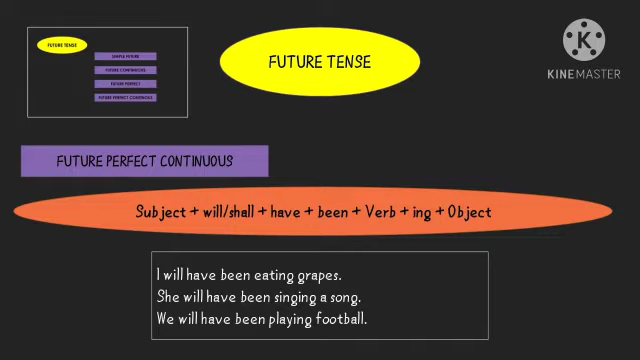 FUTURE TENSE
SIMPLE FUTURE
FUTURE CONTINUOUS
FUTURE PERFECT
FUTURE PERFECT CONTINUOUS
FUTURE TENSE
KINEMASTER
FUTURE PERFECT CONTINUOUS
Subject + will/shall + have + been + Verb + ing + Object
I will have been eating grapes.
She will have been singing a song.
We will have been playing football.